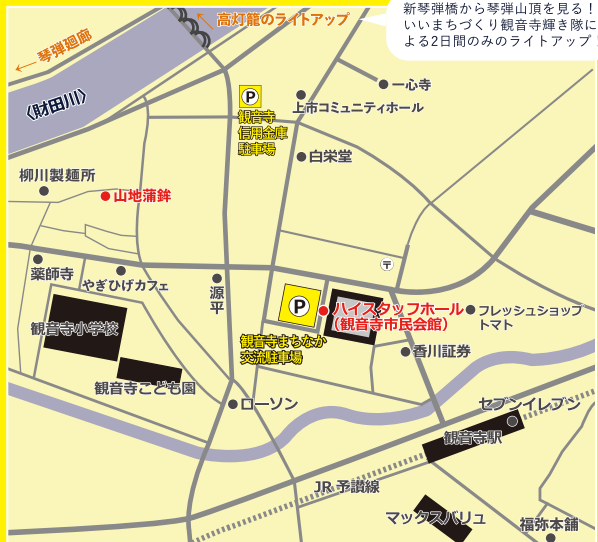 新琴弾橋から琴弾山頂を見る！
いいまちづくり観音寺輝き隊に
よる2日間のみのライトアップ！
高灯籠のライトアップ
琴弾廻廊
〈財田川〉
P
観音寺
信用金庫
駐車場
一心寺
上市コミュニティホール
白栄堂
柳川製麺所
山地蒲鉾
〒
薬師寺
やぎひげカフェ
源平
P
ハイスタッフホール
（観音寺市民会館）
フレッシュショップ
トマト
観音寺小学校
観音寺まちなか
交流駐車場
香川証券
観音寺こども園
ローソン
セブンイレブン
観音寺駅
JR 予讃線
マックスバリュ
福弥本舗